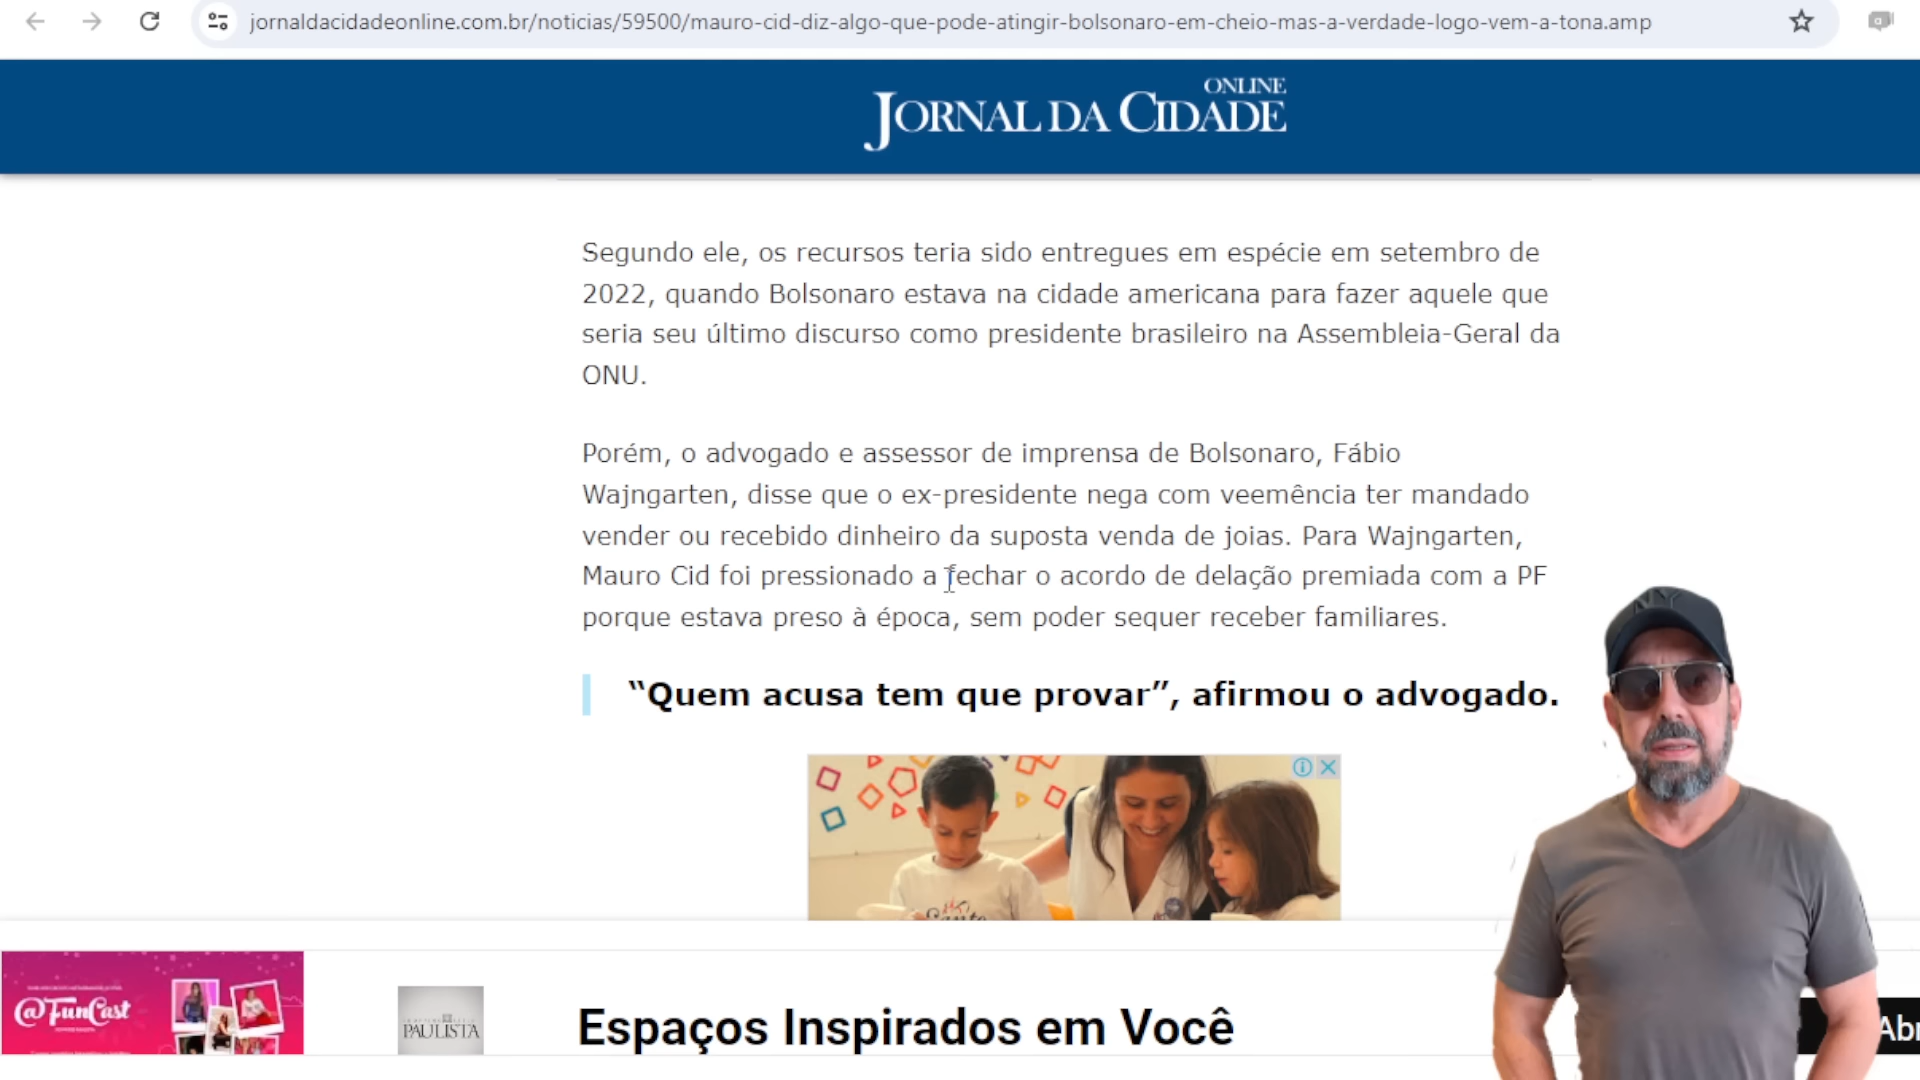 jornaldacidadeonline.com.br/noticias/59500/mauro-cid-diz-algo-que-pode-atingir-bolsonaro-em-cheio-mas-a-verdade-logo-vem-a-tona.amp
ONLINE
JORNAL DA CIDADE
Segundo ele, os recursos teria sido entregues em espécie em setembro de
2022, quando Bolsonaro estava na cidade americana para fazer aquele que
seria seu último discurso como presidente brasileiro na Assembleia-Geral da
ONU.
Porém, o advogado e assessor de imprensa de Bolsonaro, Fábio
Wajngarten, disse que o ex-presidente nega com veemência ter mandado
vender ou recebido dinheiro da suposta venda de joias. Para Wajngarten,
Mauro Cid foi pressionado a fechar o acordo de delação premiada com a PF
porque estava preso à época, sem poder sequer receber familiares.
“Quem acusa tem que provar”, afirmou o advogado.
NY
@FunCast
PAULISTA
Espaços Inspirados em Você
Abr